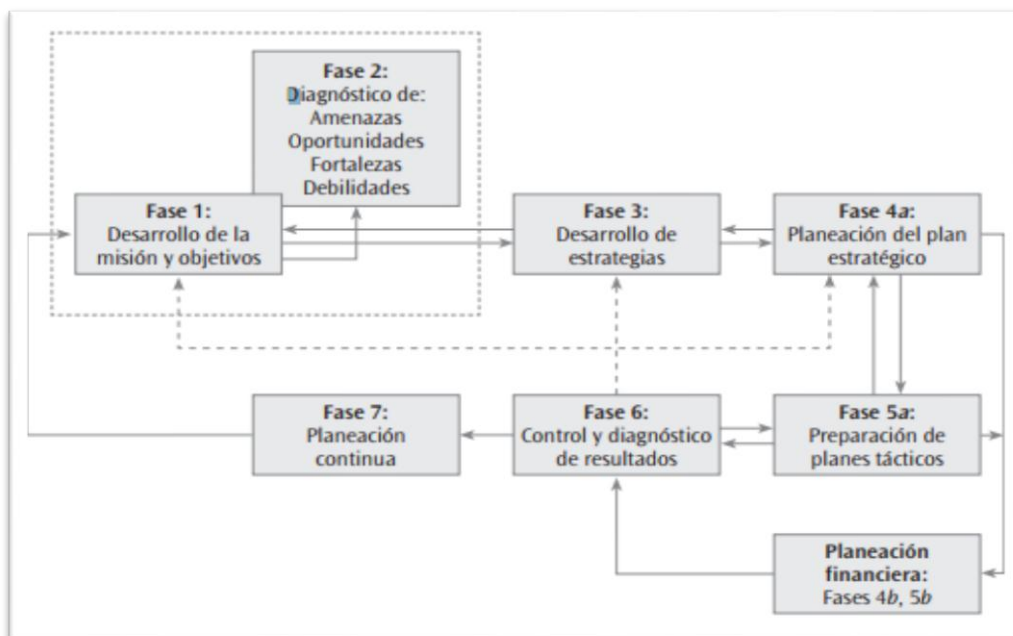 Fase 2:
Diagnóstico de:
Amenazas
Oportunidades
Fortalezas
Debilidades
Fase 1:
Desarrollo de la
misión y objetivos
Fase 3:
Desarrollo de
estrategias
Fase 4a:
Planeación del plan
estratégico
Fase 7:
Planeación
continua
Fase 6:
Control y diagnóstico
de resultados
Fase 5a:
Preparación de
planes tácticos
Planeación
financiera:
Fases 4b, 5b